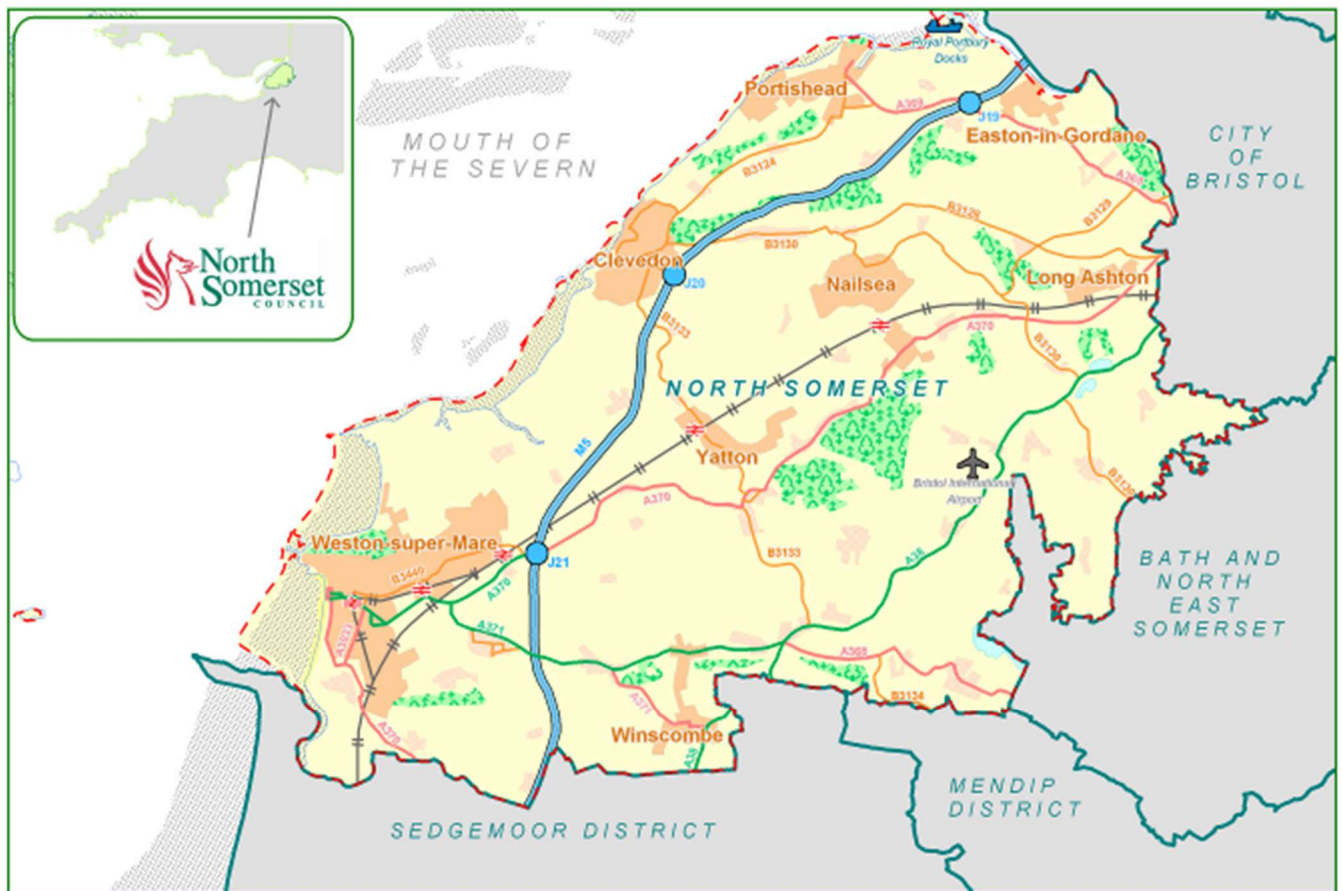 North
Somerset
COUNCIL
MOUTH OF
THE SEVERN
Royal Portbury
Docks
Portishead
A369
J19
Easton-in-Gordano
CITY
OF
BRISTOL
B3124
A369
B3128
B3129
B3130
Clevedon
J20
Nailsea
Long Ashton
B3133
A370
B3130
NORTH SOMERSET
M5
Yatton
Bristol International
Airport
B3130
A370
Weston-super-Mare
J21
B3440
A370
B3133
A38
BATH AND
NORTH
EAST
SOMERSET
A371
A368
A371
B3134
A370
Winscombe
A38
MENDIP
DISTRICT
SEDGEMOOR DISTRICT